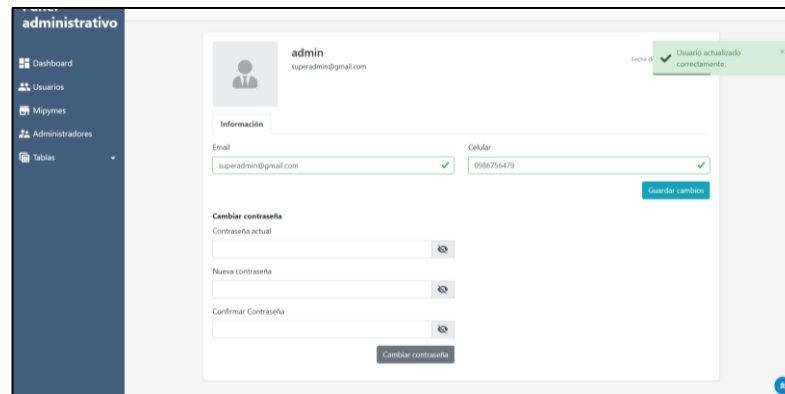 administrativo
Dashboard
Usuarios
Mipymes
Administradores
Tablas
admin
superadmin@gmail.com
Fecha
Usuario actualizado
correctamente.
Información
Email
Celular
superadmin@gmail.com
0986756479
Guardar cambios
Cambiar contraseña
Contraseña actual
Nueva contraseña
Confirmar Contraseña
Cambiar contraseña